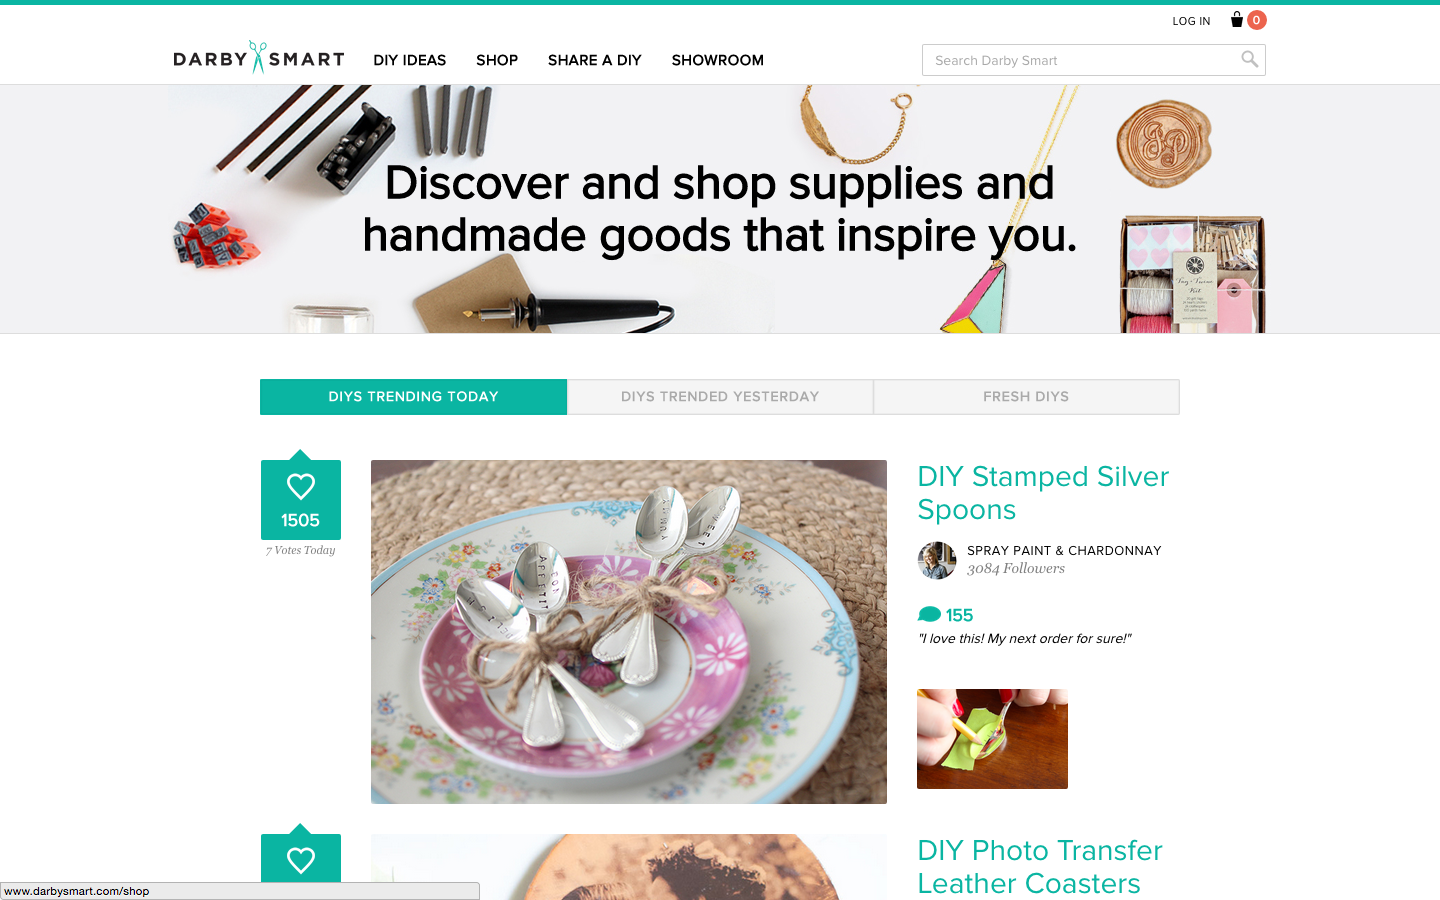 LOG IN
0
DARBY SMART
DIY IDEAS
SHOP
SHARE A DIY
SHOWROOM
Search Darby Smart
Discover and shop supplies and
handmade goods that inspire you.
DIYS TRENDING TODAY
DIYS TRENDED YESTERDAY
FRESH DIYS
1505
7 Votes Today
DIY Stamped Silver
Spoons
SPRAY PAINT & CHARDONNAY
3084 Followers
155
"I love this! My next order for sure!"
DIY Photo Transfer
Leather Coasters
www.darbysmart.com/shop